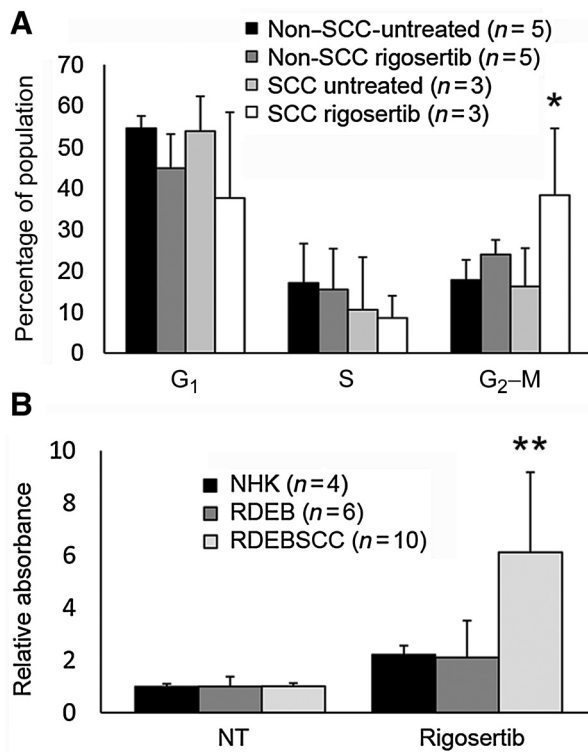 A
Non–SCC-untreated (n = 5)
Non-SCC rigosertib (n = 5)
SCC untreated (n = 3)
SCC rigosertib (n = 3)
Percentage of population
70
60
50
40
30
20
10
0
*
G₁ S G₂–M
B
NHK (n = 4)
RDEB (n = 6)
RDEBSCC (n = 10)
Relative absorbance
10
8
6
4
2
0
**
NT Rigosertib